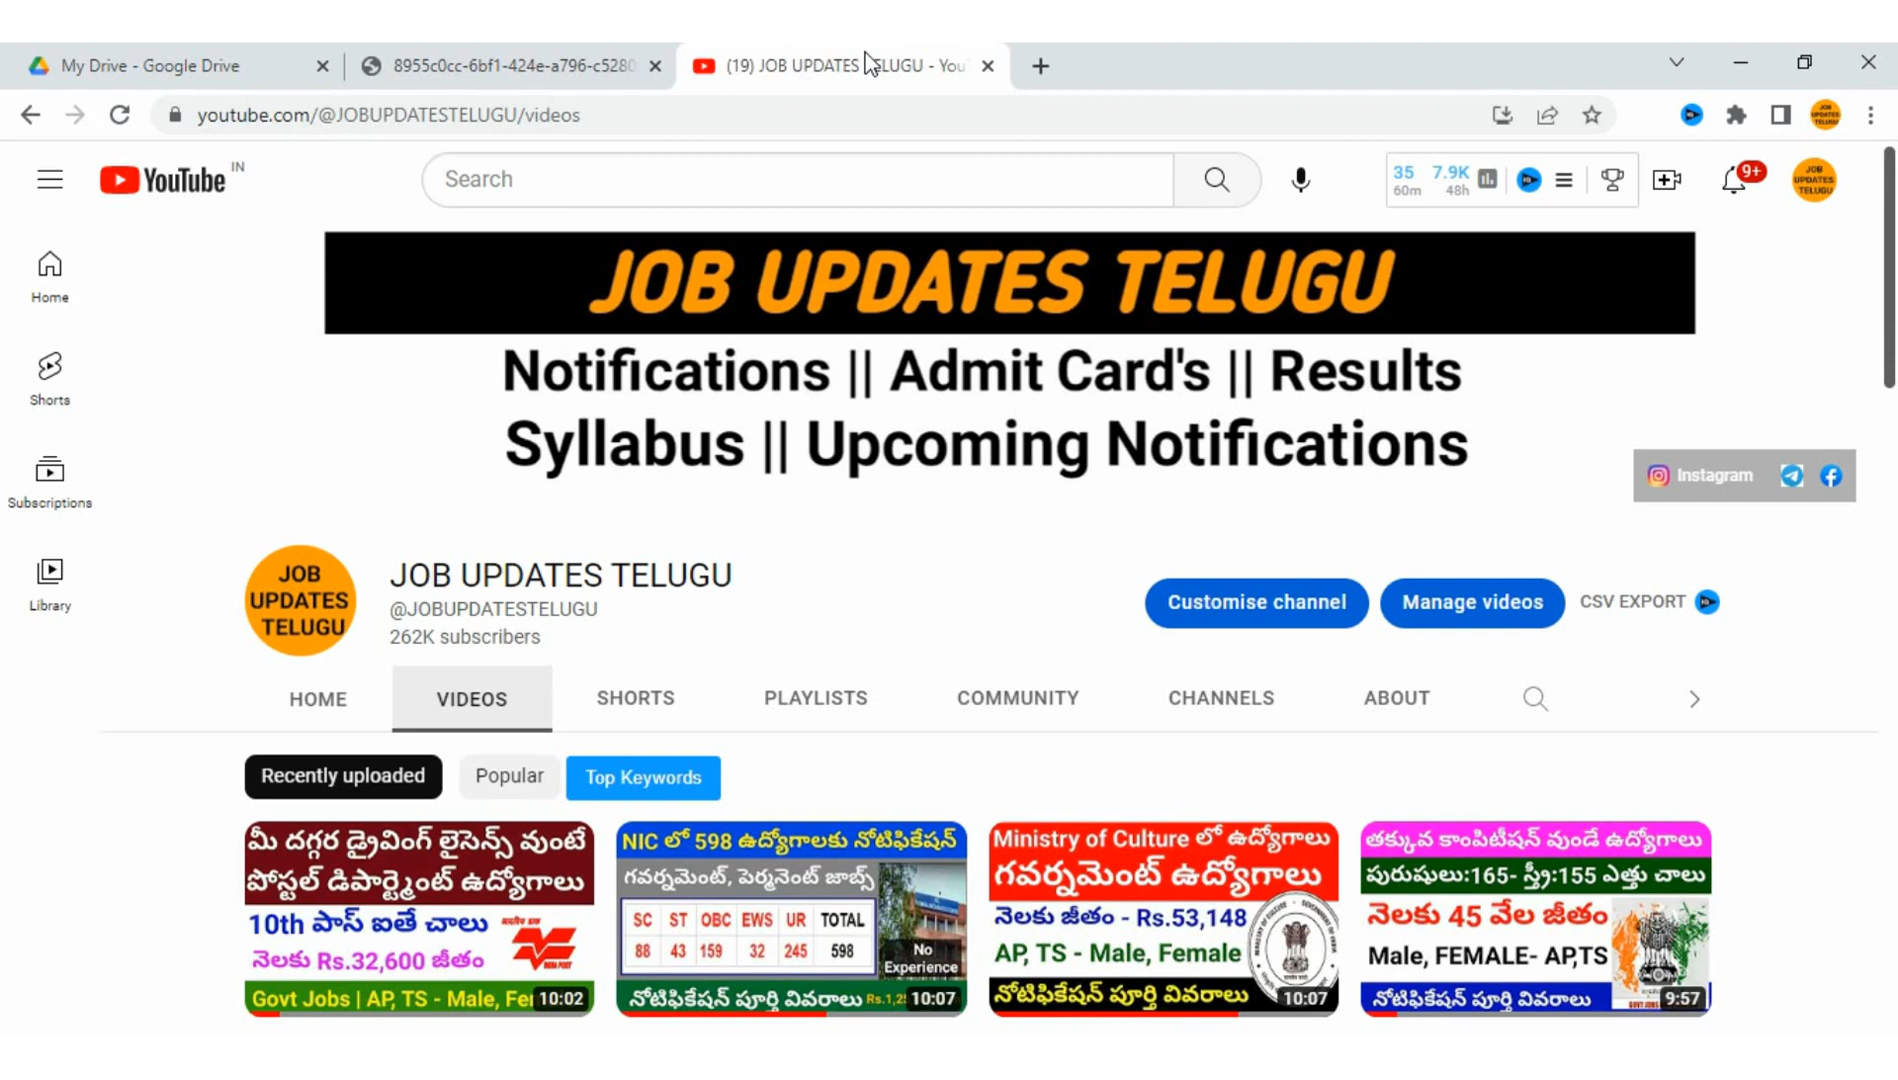 My Drive - Google Drive
8955c0cc-6bf1-424e-a796-c5280
(19) JOB UPDATES TELUGU - You
youtube.com/@JOBUPDATESTELUGU/videos
YouTube IN
Search
35 7.9K
60m 48h
9+
JOB UPDATES TELUGU
JOB UPDATES TELUGU
Notifications || Admit Card's || Results
Syllabus || Upcoming Notifications
Instagram
Home
Shorts
Subscriptions
Library
JOB
UPDATES
TELUGU
JOB UPDATES TELUGU
@JOBUPDATESTELUGU
262K subscribers
Customise channel
Manage videos
CSV EXPORT
HOME
VIDEOS
SHORTS
PLAYLISTS
COMMUNITY
CHANNELS
ABOUT
Recently uploaded
Popular
Top Keywords
మీ దగ్గర డ్రైవింగ్ లైసెన్స్ వుంటే
పోస్టల్ డిపార్ట్మెంట్ ఉద్యోగాలు
10th పాస్ ఐతే చాలు
నెలకు Rs.32,600 జీతం
Govt Jobs | AP, TS - Male, Fer
10:02
NIC లో 598 ఉద్యోగాలకు నోటిఫికేషన్
గవర్నమెంట్, పెర్మనెంట్ జాబ్స్
SC ST OBC EWS UR TOTAL
88 43 159 32 245 598
No
Experience
నోటిఫికేషన్ పూర్తి వివరాలు
10:07
Ministry of Culture లో ఉద్యోగాలు
గవర్నమెంట్ ఉద్యోగాలు
నెలకు జీతం - Rs.53,148
AP, TS - Male, Female
నోటిఫికేషన్ పూర్తి వివరాలు
10:07
తక్కువ కాంపిటీషన్ వుండే ఉద్యోగాలు
పురుషులు:165- స్త్రీ:155 ఎత్తు చాలు
నెలకు 45 వేల జీతం
Male, FEMALE- AP,TS
నోటిఫికేషన్ పూర్తి వివరాలు
9:57